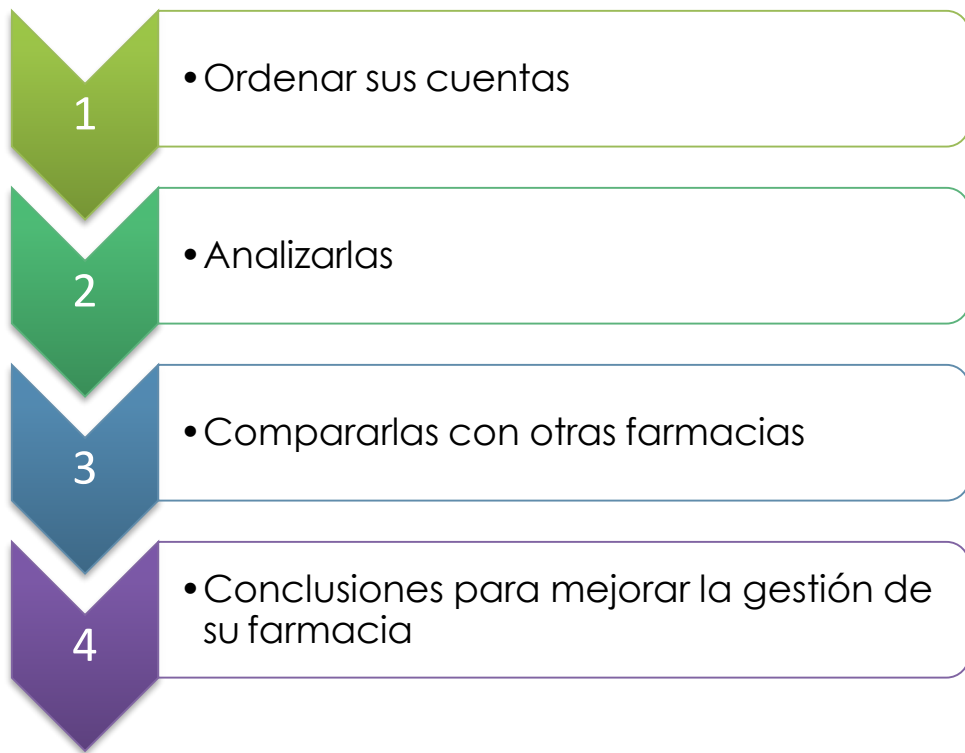 1
•Ordenar sus cuentas
2
•Analizarlas
3
•Compararlas con otras farmacias
4
•Conclusiones para mejorar la gestión de
su farmacia